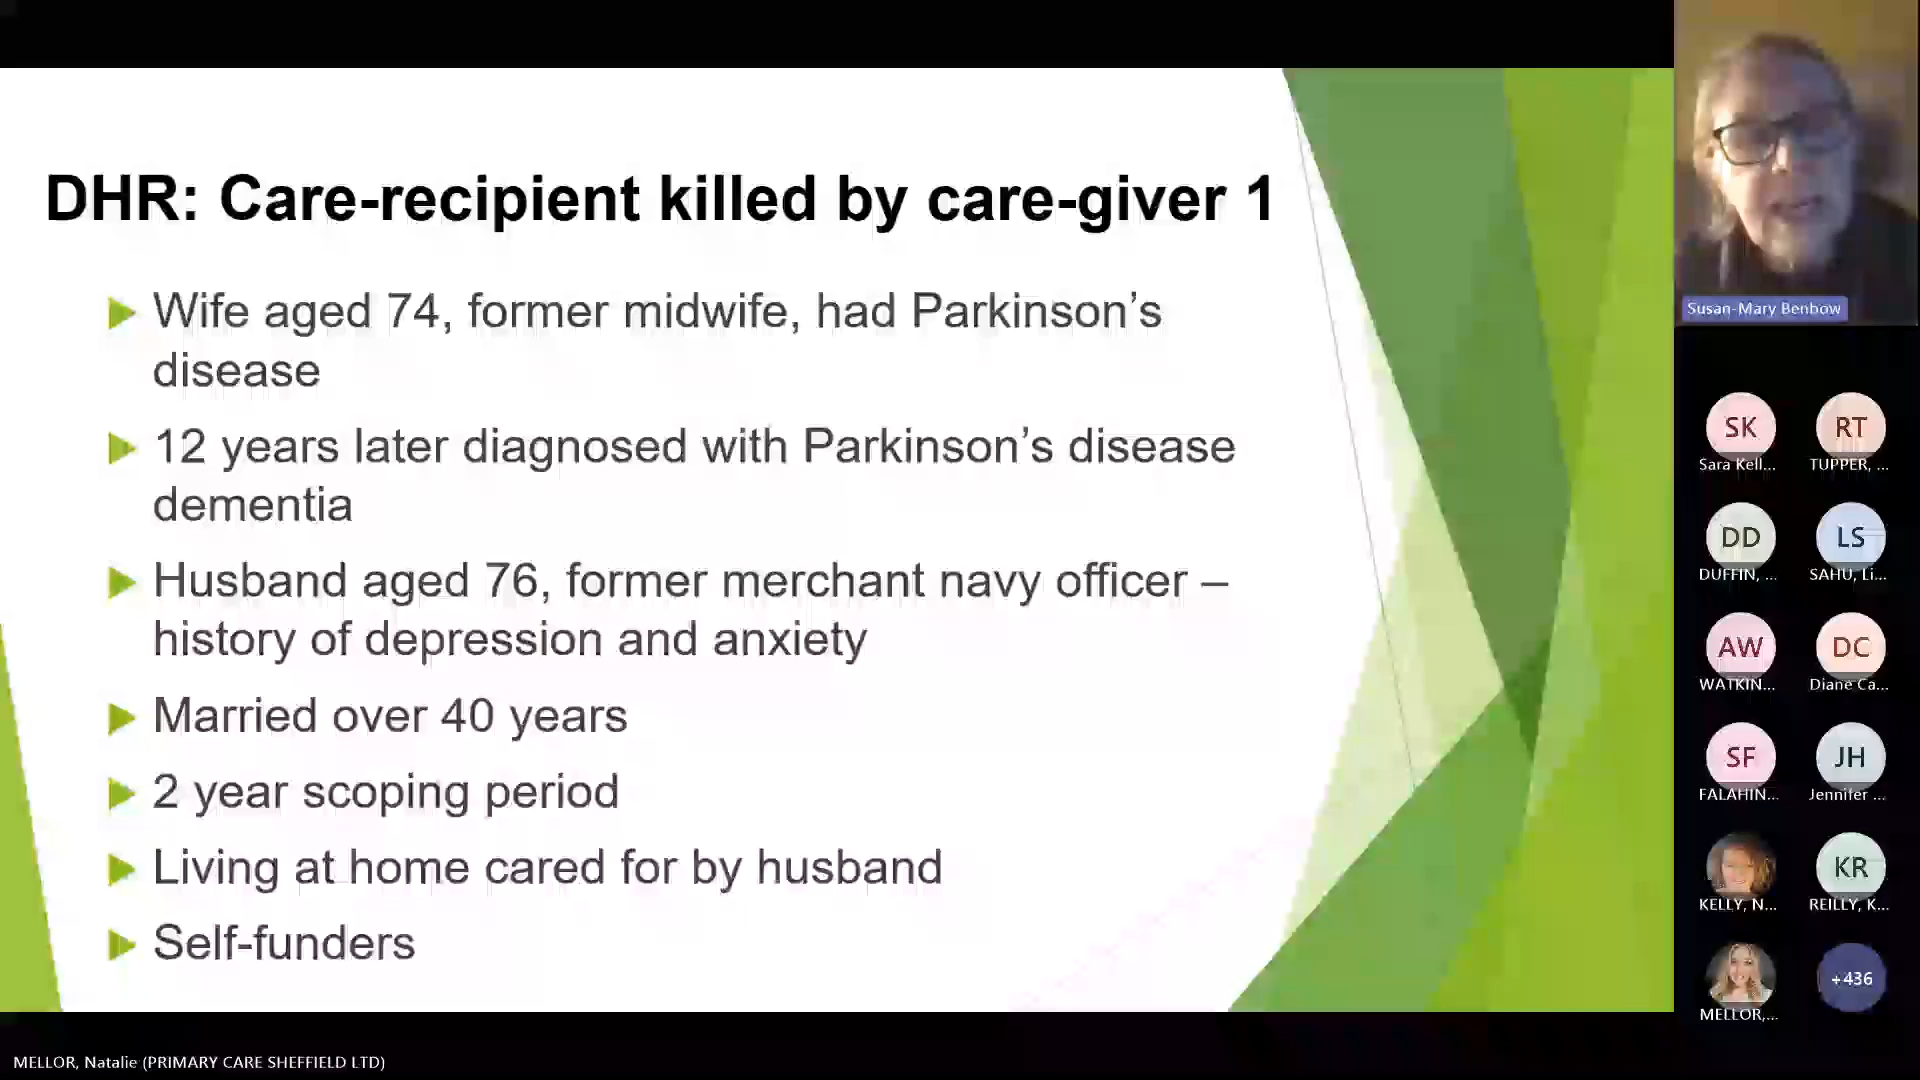 DHR: Care-recipient killed by care-giver 1
Wife aged 74, former midwife, had Parkinson’s
disease
12 years later diagnosed with Parkinson’s disease
dementia
Husband aged 76, former merchant navy officer –
history of depression and anxiety
Married over 40 years
2 year scoping period
Living at home cared for by husband
Self-funders
Susan-Mary Benbow
SK
RT
Sara Kell...
TUPPER, ...
DD
LS
DUFFIN, ...
SAHU, Li...
AW
DC
WATKIN...
Diane Ca...
SF
JH
FALAHIN...
Jennifer ...
KR
KELLY, N...
REILLY, K...
+436
MELLOR,...
MELLOR, Natalie (PRIMARY CARE SHEFFIELD LTD)